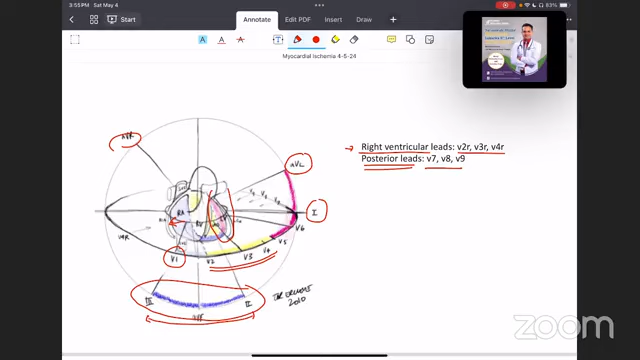 3:55 PM Sat May 4
83%
Start
Annotate
Edit PDF
Insert
Draw
Myocardial Ischemia 4-5-24
Right ventricular leads: v2r, v3r, v4r
Posterior leads: v7, v8, v9
aVR
aVL
I
RA
RV
V4R
V6
V5
V4
V3
V2
V1
III
aVF
II
2010
zoom